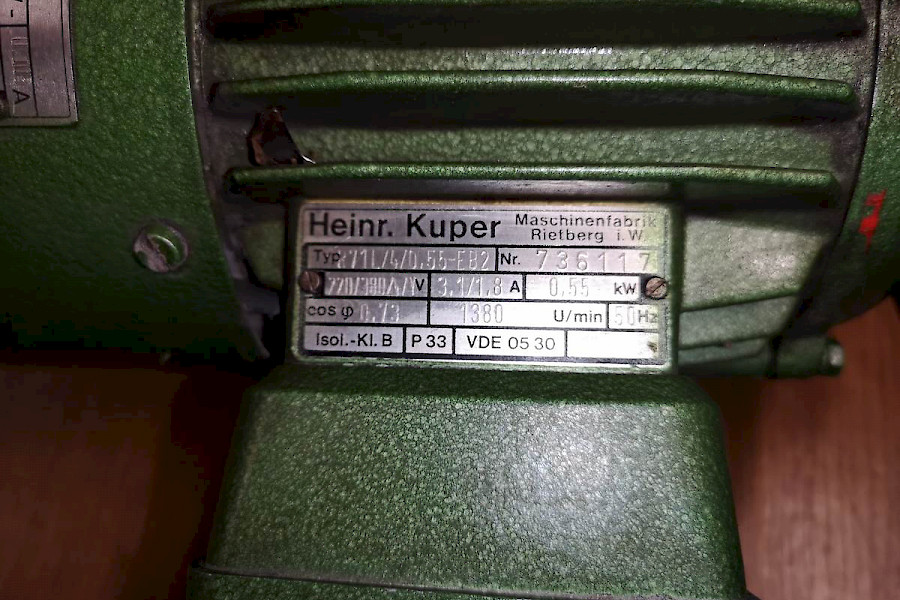 Heinr. Kuper Maschinenfabrik
Rietberg i.W
Typ 71L/4/0,55-EB2 Nr. 736117
220/380Δ/Y V 3.1/1.8 A 0,55 kW
cos φ 0.73 1380 U/min 50Hz
Isol.-Kl.B P 33 VDE 05 30
A